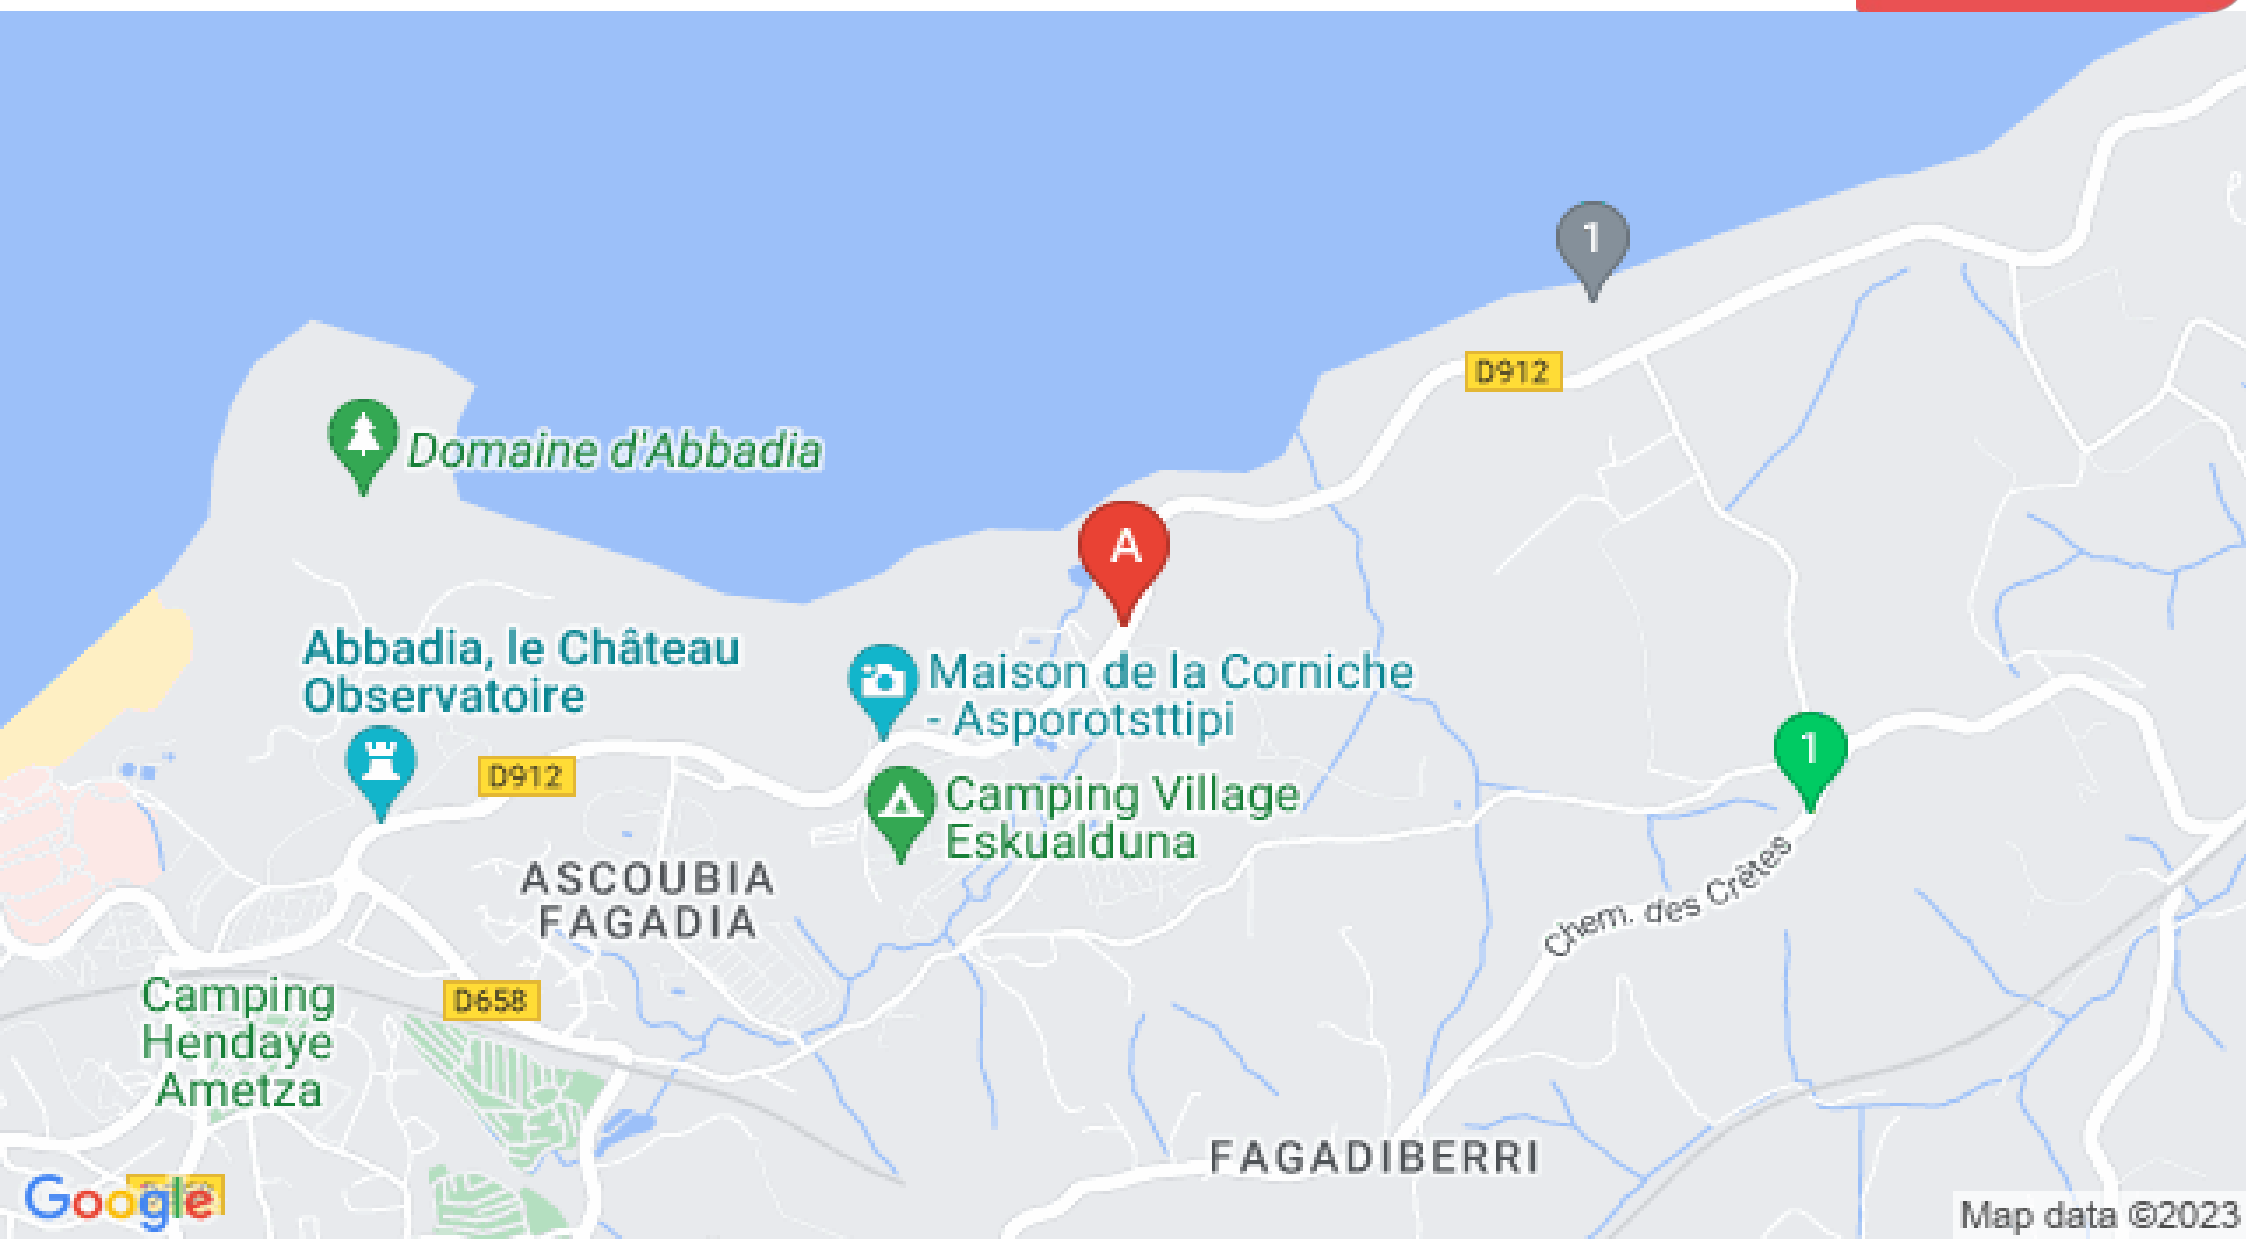 1
D912
A
Domaine d'Abbadia
Abbadia, le Château
Observatoire
Maison de la Corniche
- Asporotsttipi
1
D912
Camping Village
Eskualduna
ASCOUBIA
FAGADIA
Chem. des Crêtes
Camping
Hendaye
Ametza
D658
FAGADIBERRI
Google
Map data ©2023